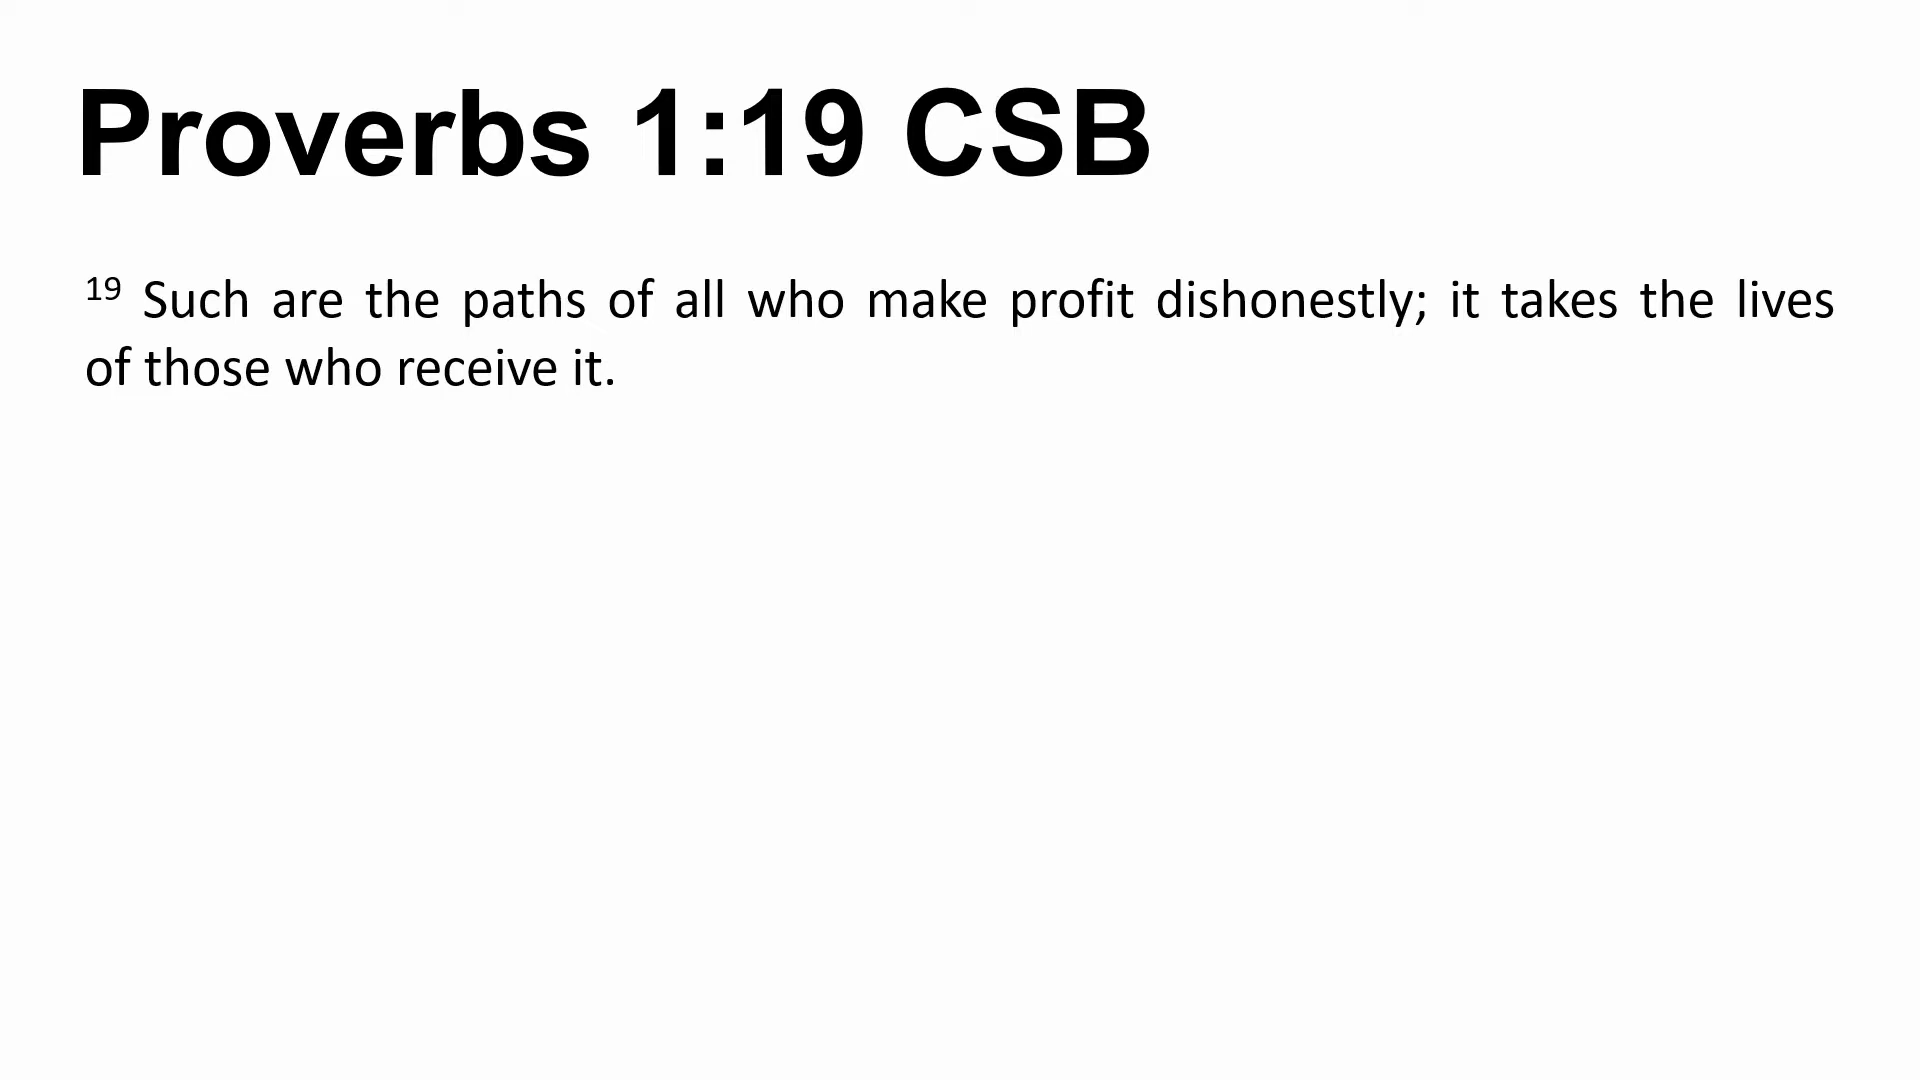 Proverbs 1:19 CSB
19 Such are the paths of all who make profit dishonestly; it takes the lives
of those who receive it.